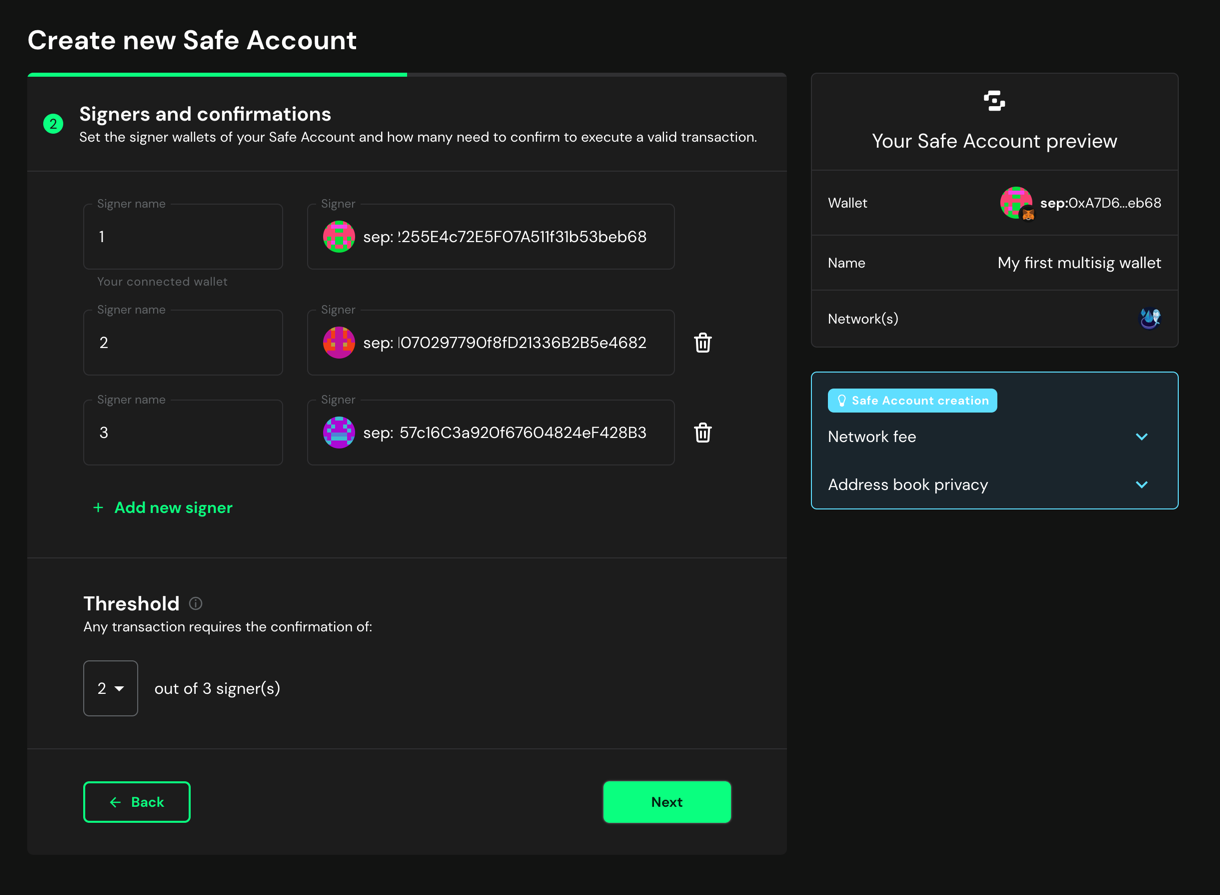 Create new Safe Account
2
Signers and confirmations
Set the signer wallets of your Safe Account and how many need to confirm to execute a valid transaction.
Signer name
1
Signer
sep: 255E4c72E5F07A511f31b53beb68
Your connected wallet
Signer name
2
Signer
sep: 070297790f8fD21336B2B5e4682
Signer name
3
Signer
sep: 57c16C3a920f67604824eF428B3
+ Add new signer
Threshold
Any transaction requires the confirmation of:
2 out of 3 signer(s)
Back
Next
Your Safe Account preview
Wallet
sep:0xA7D6...eb68
Name
My first multisig wallet
Network(s)
Safe Account creation
Network fee
Address book privacy